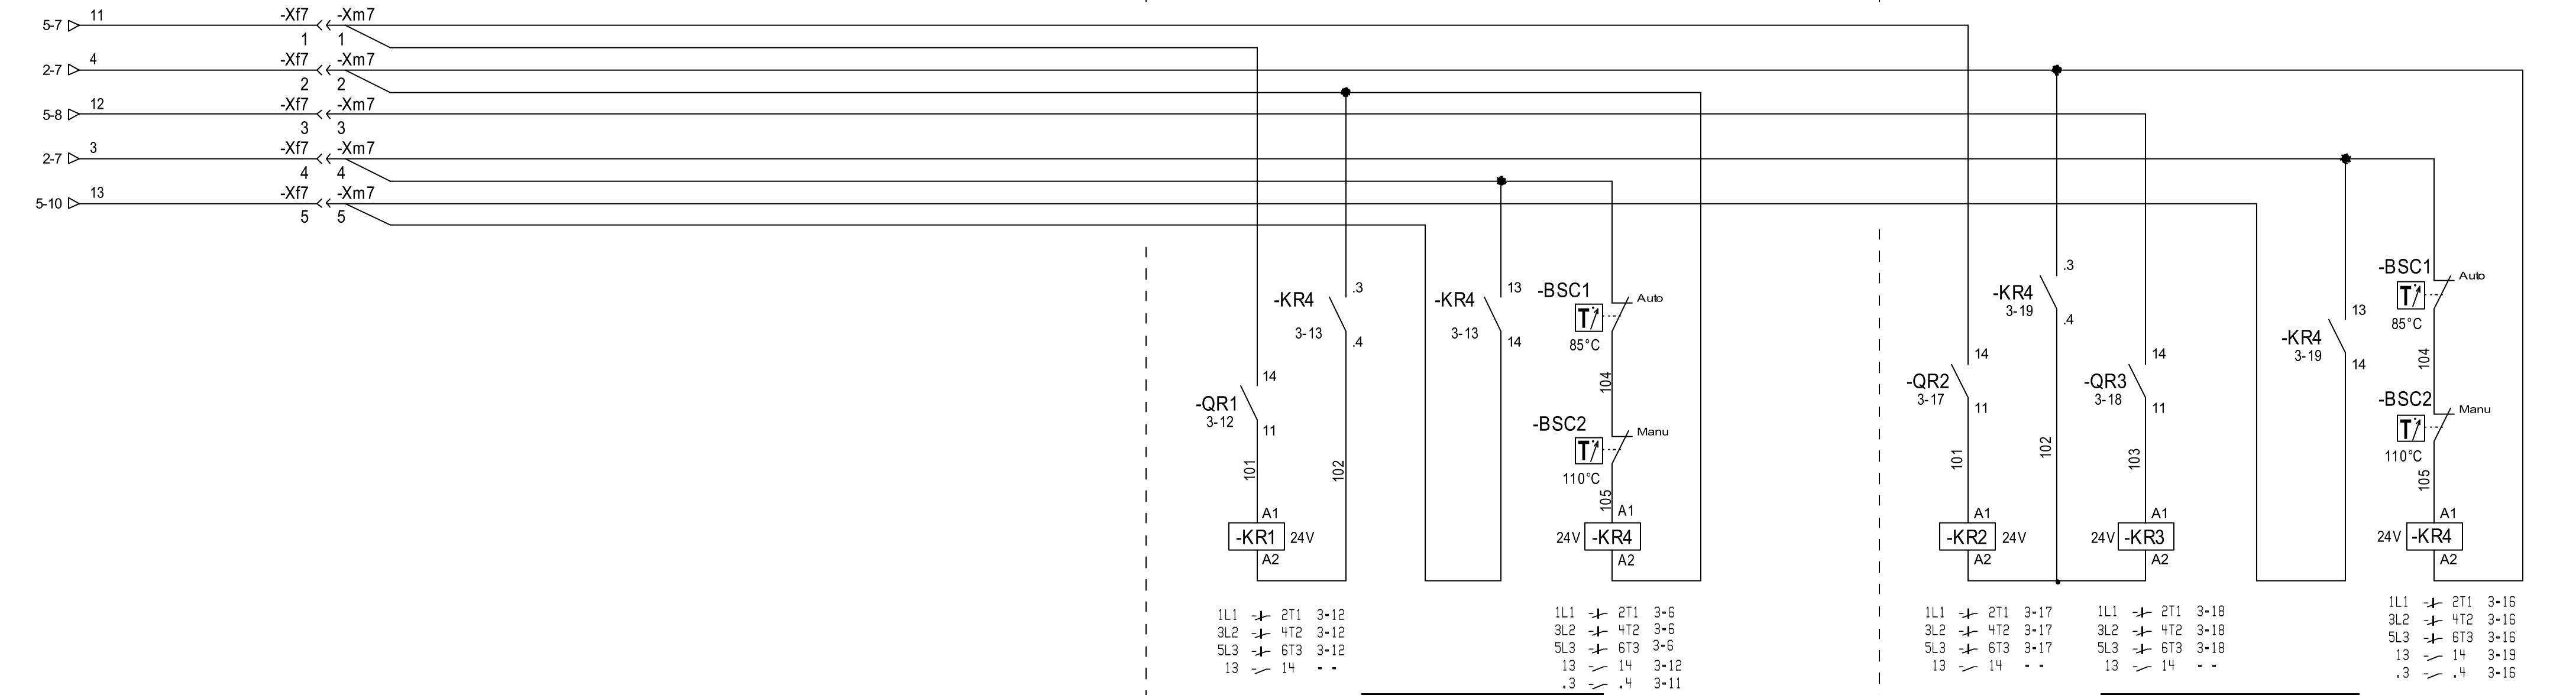 11 -Xf7 -Xm7
5-7 1 1
4 -Xf7 -Xm7
2-7 2 2
12 -Xf7 -Xm7
5-8 3 3
3 -Xf7 -Xm7
2-7 4 4
13 -Xf7 -Xm7
5-10 5 5
-KR4 .3
3-13 .4
-KR4 13
3-13 14
-BSC1 Auto
T
85°C
104
-BSC2 Manu
T
110°C
105
-QR1 14
3-12 11
101
102
A1
-KR1 24V
A2
A1
24V -KR4
A2
.3
-KR4
3-19
.4
-QR2 14
3-17 11
-QR3 14
3-18 11
101
102
103
13
-KR4
3-19 14
-BSC1 Auto
T
85°C
104
-BSC2 Manu
T
110°C
105
A1
-KR2 24V
A2
A1
24V -KR3
A2
A1
24V -KR4
A2
1L1 2T1 3-12
3L2 4T2 3-12
5L3 6T3 3-12
13 14 - -
1L1 2T1 3-6
3L2 4T2 3-6
5L3 6T3 3-6
13 14 3-12
.3 .4 3-11
1L1 2T1 3-17
3L2 4T2 3-17
5L3 6T3 3-17
13 14 - -
1L1 2T1 3-18
3L2 4T2 3-18
5L3 6T3 3-18
13 14 - -
1L1 2T1 3-16
3L2 4T2 3-16
5L3 6T3 3-16
13 14 3-19
.3 .4 3-16